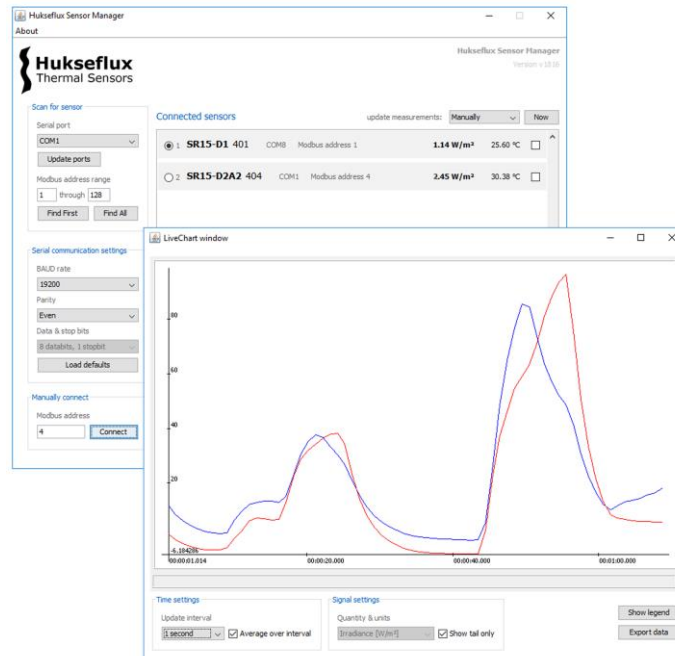 Hukseflux Sensor Manager
About
Hukseflux
Thermal Sensors
Hukseflux Sensor Manager
Scan for sensor
Serial port
COM1
Update ports
Modbus address range
1 through 128
Find First Find All
Serial communication settings
BAUD rate
19200
Parity
Even
Data & stop bits
8 databits, 1 stopbit
Load defaults
Manually connect
Modbus address
4 Connect
Connected sensors update measurements: Manually Now
1 SR15-D1 401 COM8 Modbus address 1 1.14 W/m² 25.60 ºC
2 SR15-D2A2 404 COM1 Modbus address 4 2.45 W/m² 30.38 ºC
LiveChart window
80
60
40
20
-6,104286
00:00:01.014 00:00:20.000 00:00:40.000 00:01:00.000
Time settings
Update interval
1 second Average over interval
Signal settings
Quantity & units
Irradiance [W/m²] Show tail only
Show legend
Export data